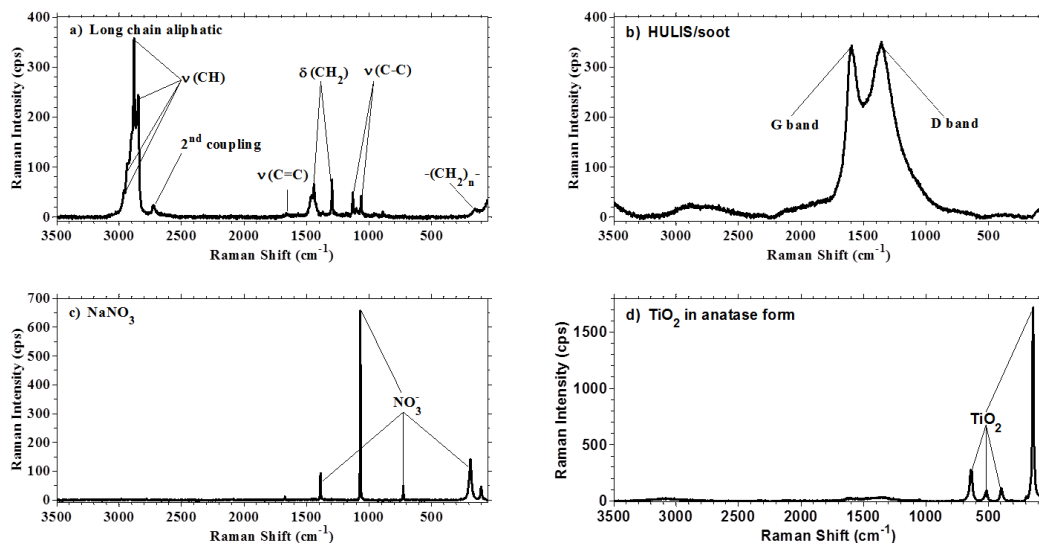 a) Long chain aliphatic
ν (CH)
2nd coupling
δ (CH2)
ν (C-C)
ν (C=C)
-(CH2)n-
400
300
200
100
0
Raman Intensity (cps)
3500 3000 2500 2000 1500 1000 500
Raman Shift (cm-1)
b) HULIS/soot
G band
D band
400
300
200
100
0
Raman Intensity (cps)
3500 3000 2500 2000 1500 1000 500
Raman Shift (cm-1)
c) NaNO3
NO3-
700
600
500
400
300
200
100
0
Raman Intensity (cps)
3500 3000 2500 2000 1500 1000 500
Raman Shift (cm-1)
d) TiO2 in anatase form
TiO2
1500
1000
500
0
Raman Intensity (cps)
3500 3000 2500 2000 1500 1000 500
Raman Shift (cm-1)